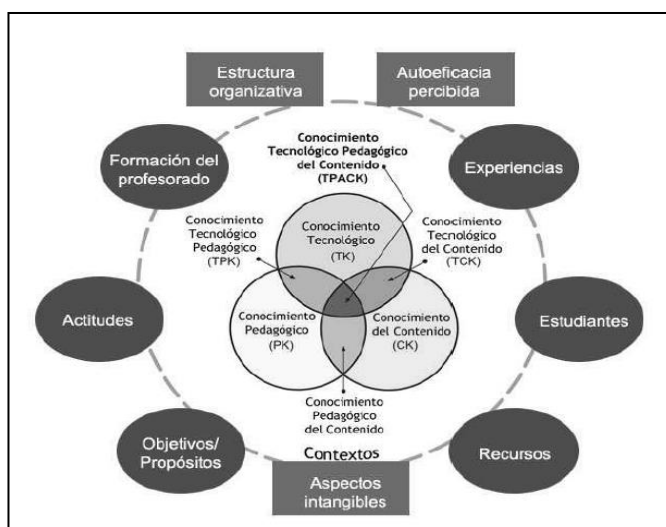 Estructura
organizativa
Autoeficacia
percibida
Formación del
profesorado
Conocimiento
Tecnológico Pedagógico
del Contenido
(TPACK)
Experiencias
Conocimiento
Tecnológico
Pedagógico
(TPK)
Conocimiento
Tecnológico
(TK)
Conocimiento
Tecnológico
del Contenido
(TCK)
Actitudes
Conocimiento
Pedagógico
(PK)
Conocimiento
del Contenido
(CK)
Estudiantes
Conocimiento
Pedagógico
del Contenido
Objetivos/
Propósitos
Contextos
Recursos
Aspectos
intangibles